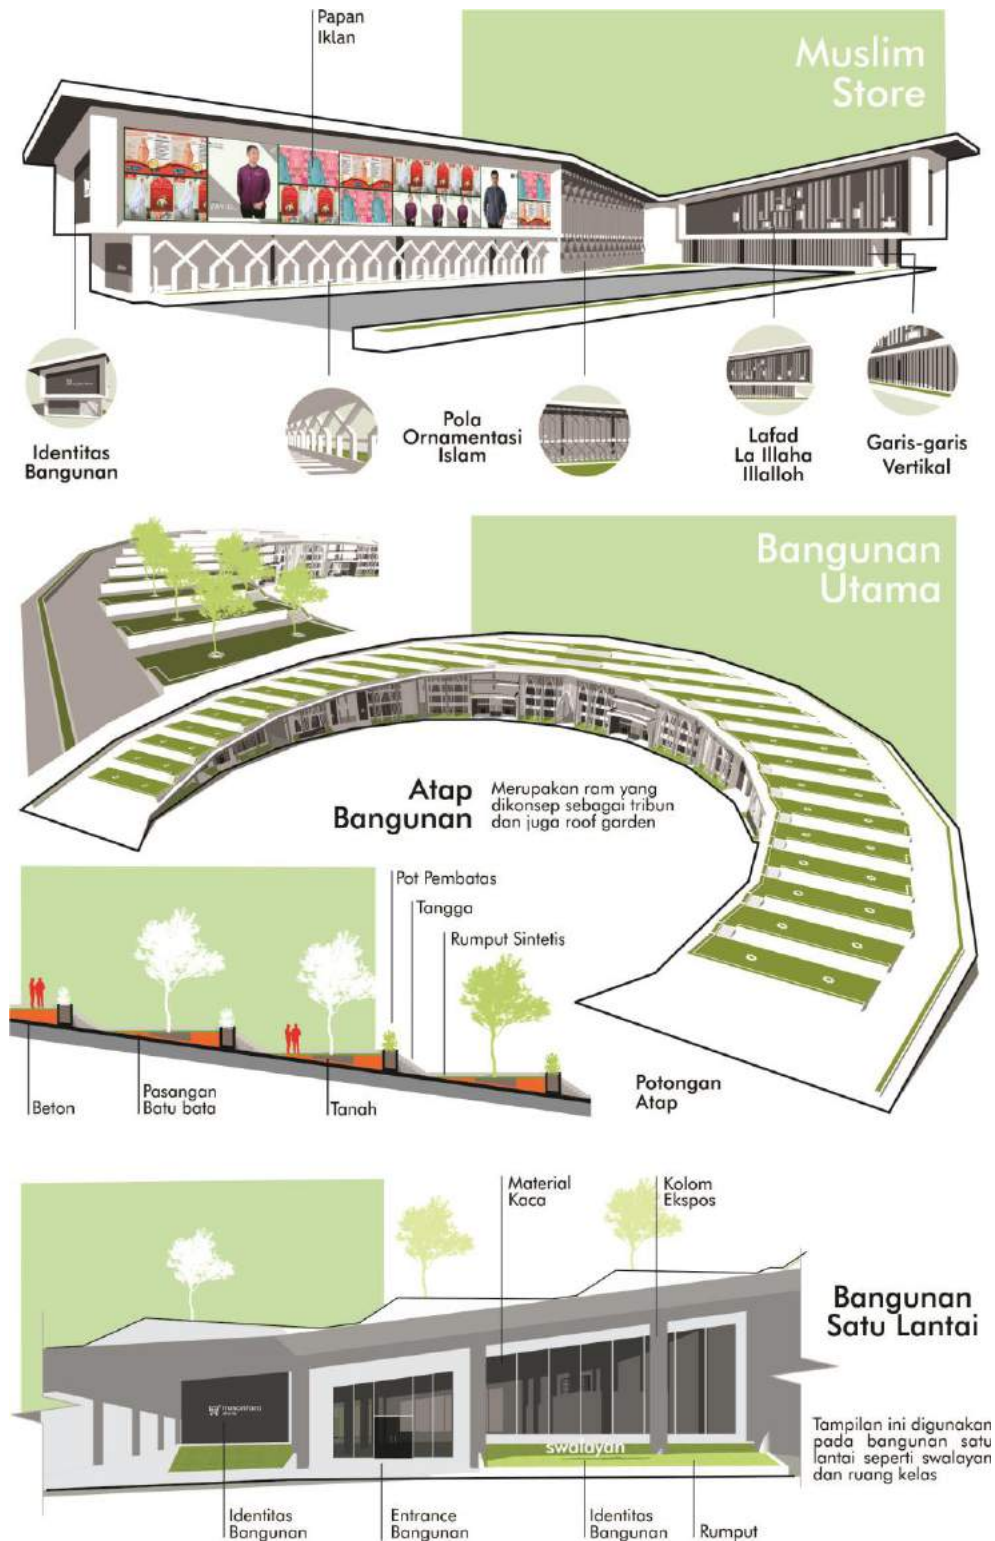 Papan
Iklan
Muslim
Store
Identitas
Bangunan
Pola
Ornamentasi
Islam
Lafad
La Illaha
Illalloh
Garis-garis
Vertikal
Bangunan
Utama
Atap
Bangunan
Merupakan ram yang
dikonsep sebagai tribun
dan juga roof garden
Pot Pembatas
Tangga
Rumput Sintetis
Beton
Pasangan
Batu bata
Tanah
Potongan
Atap
Material
Kaca
Kolom
Ekspos
Bangunan
Satu Lantai
swalayan
Tampilan ini digunakan
pada bangunan satu
lantai seperti swalayan
dan ruang kelas
Identitas
Bangunan
Entrance
Bangunan
Identitas
Bangunan
Rumput